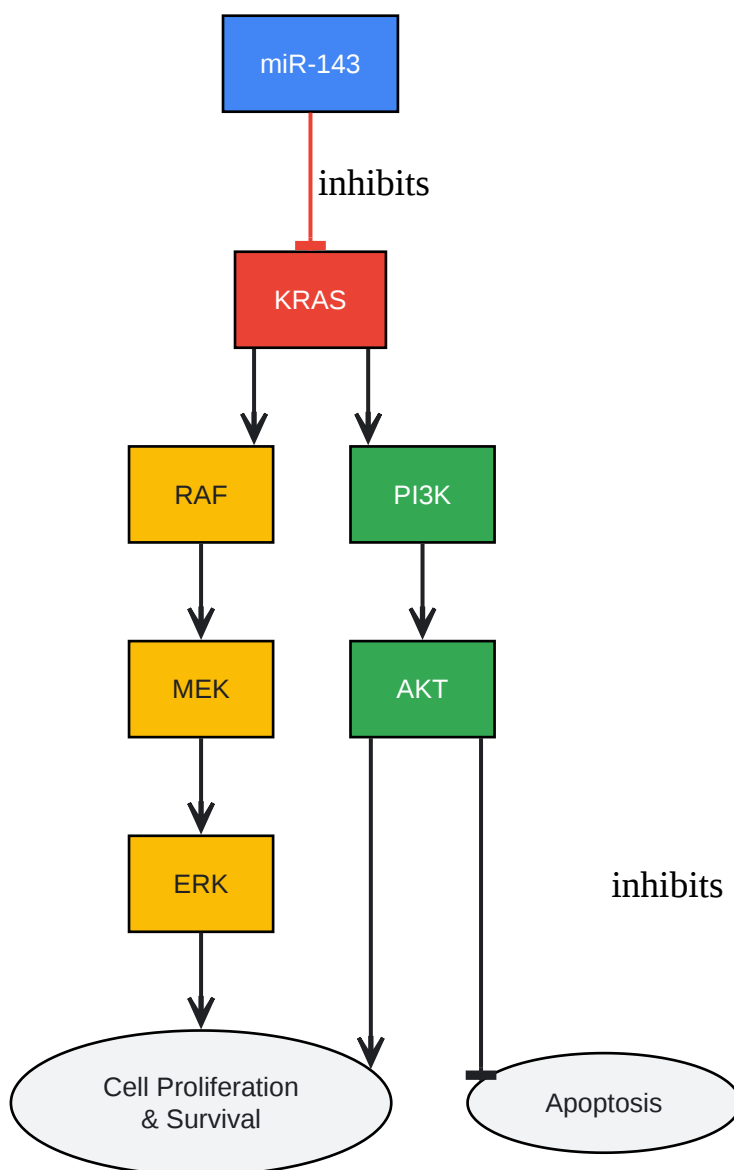 miR-143
inhibits
KRAS
RAF
PI3K
MEK
AKT
ERK
inhibits
Cell Proliferation
& Survival
Apoptosis